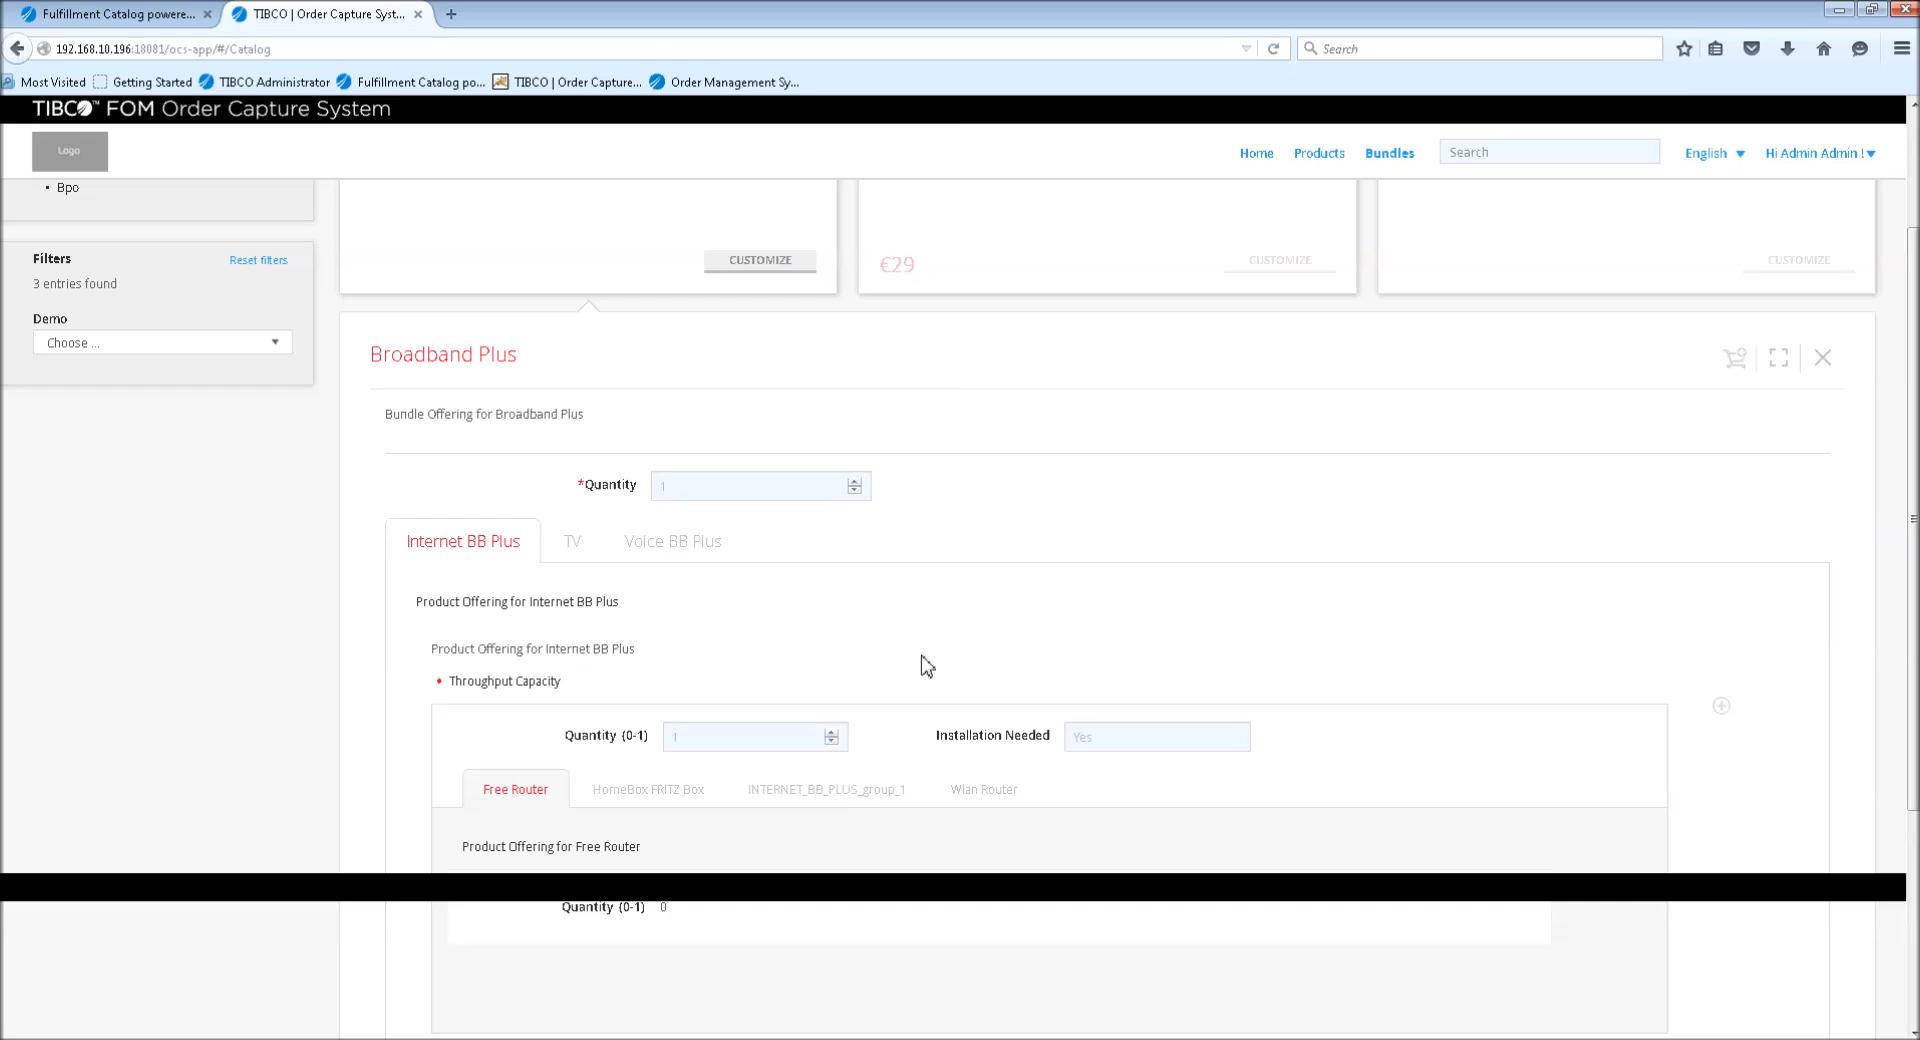 Fulfillment Catalog powere...
TIBCO | Order Capture Syst...
192.168.10.196:18081/ocs-app/#/Catalog
Search
Most Visited
Getting Started
TIBCO Administrator
Fulfillment Catalog po...
TIBCO | Order Capture...
Order Management Sy...
TIBCO™ FOM Order Capture System
Logo
Home
Products
Bundles
Search
English
Hi Admin Admin !
• Bpo
Filters
Reset filters
3 entries found
Demo
Choose ...
CUSTOMIZE
€29
CUSTOMIZE
CUSTOMIZE
Broadband Plus
Bundle Offering for Broadband Plus
*Quantity
1
Internet BB Plus
TV
Voice BB Plus
Product Offering for Internet BB Plus
Product Offering for Internet BB Plus
• Throughput Capacity
Quantity (0-1)
1
Installation Needed
Yes
Free Router
HomeBox FRITZ Box
INTERNET_BB_PLUS_group_1
Wlan Router
Product Offering for Free Router
Quantity (0-1) 0